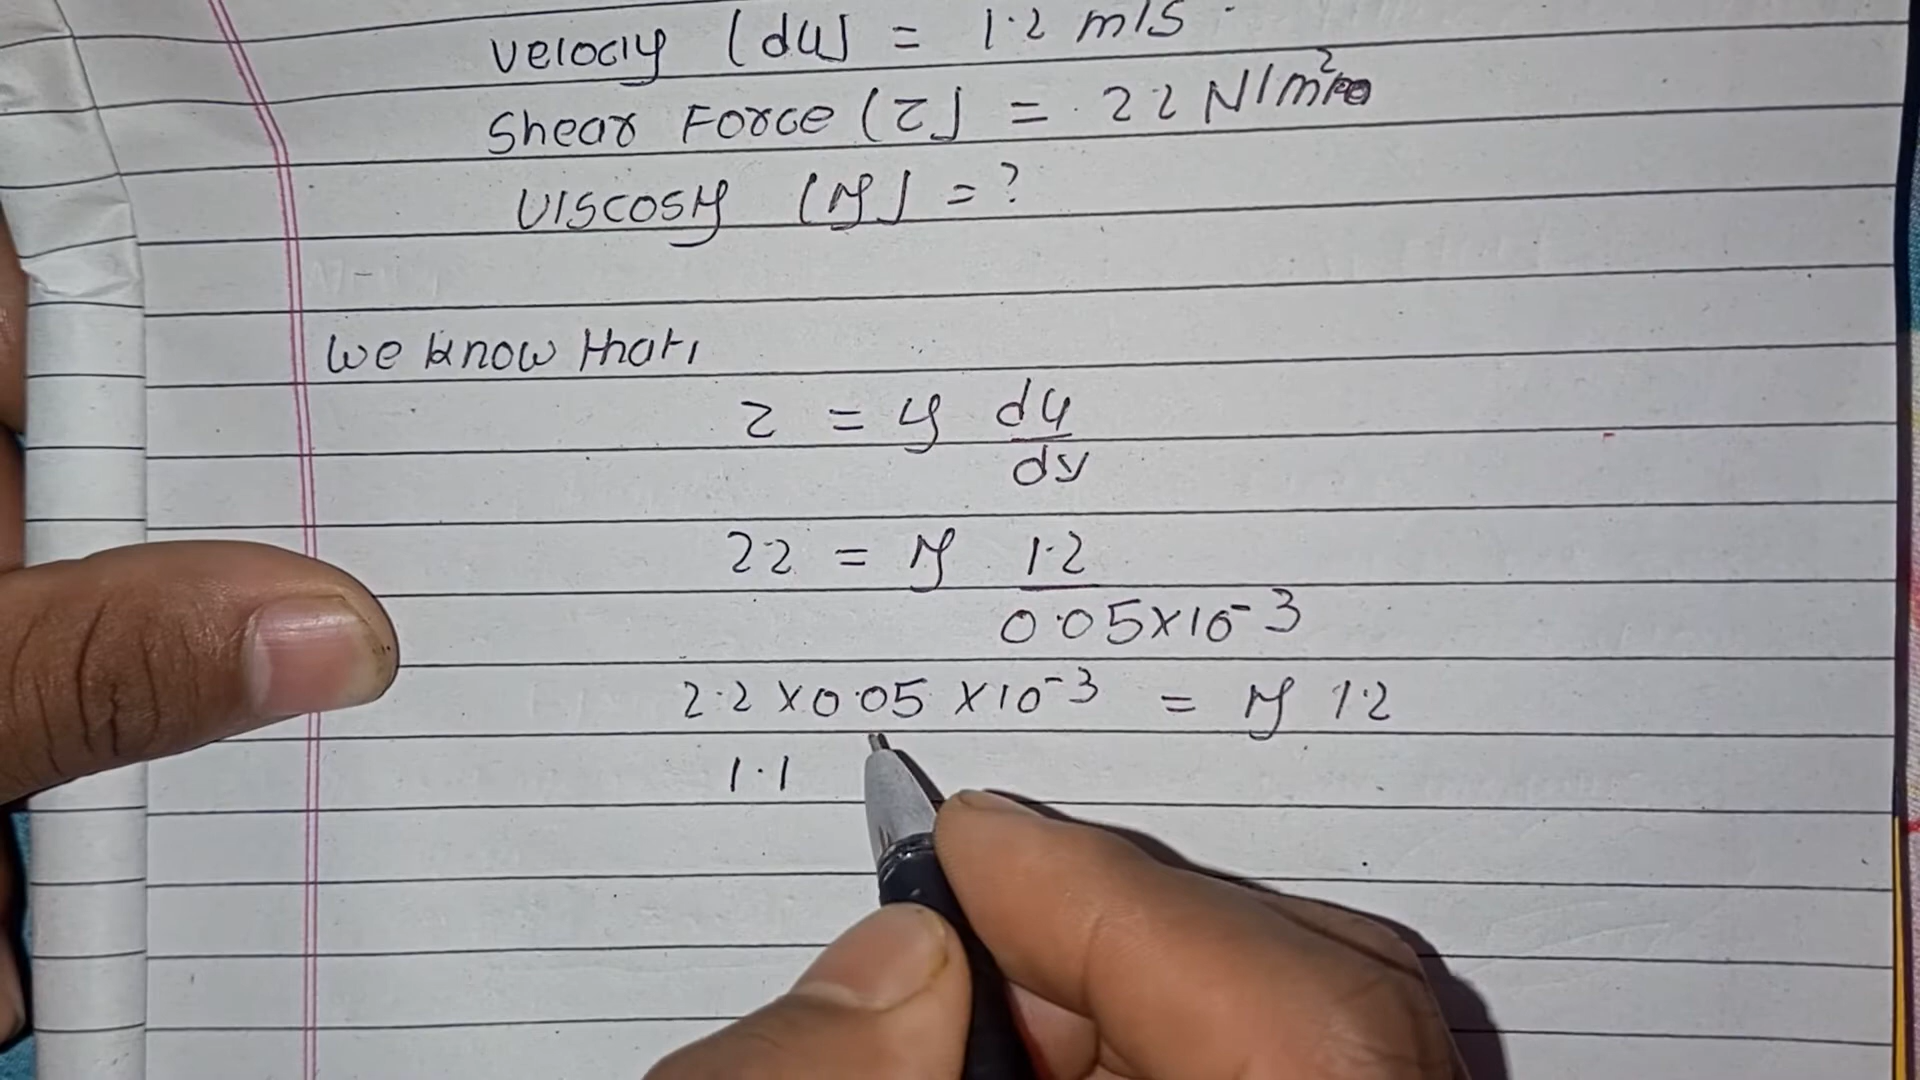 Velocity (du) = 1.2 m/s
Shear Force (τ) = 2.2 N/m²
Viscosity (μ) = ?
We know that,
τ = μ du/dy
2.2 = μ 1.2/0.05×10-3
2.2 × 0.05 × 10-3 = μ 1.2
1.1